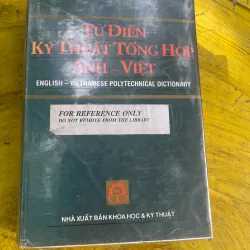 TỪ ĐIỂN
KỸ THUẬT TỔNG HỢP
ANH - VIỆT
ENGLISH - VIETNAMESE POLYTECHNICAL DICTIONARY
FOR REFERENCE ONLY
DO NOT REMOVE FROM THE LIBRARY
NHÀ XUẤT BẢN KHOA HỌC & KỸ THUẬT